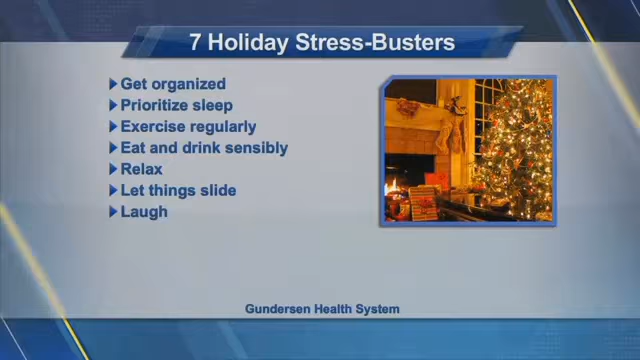 7 Holiday Stress-Busters
Get organized
Prioritize sleep
Exercise regularly
Eat and drink sensibly
Relax
Let things slide
Laugh
Gundersen Health System